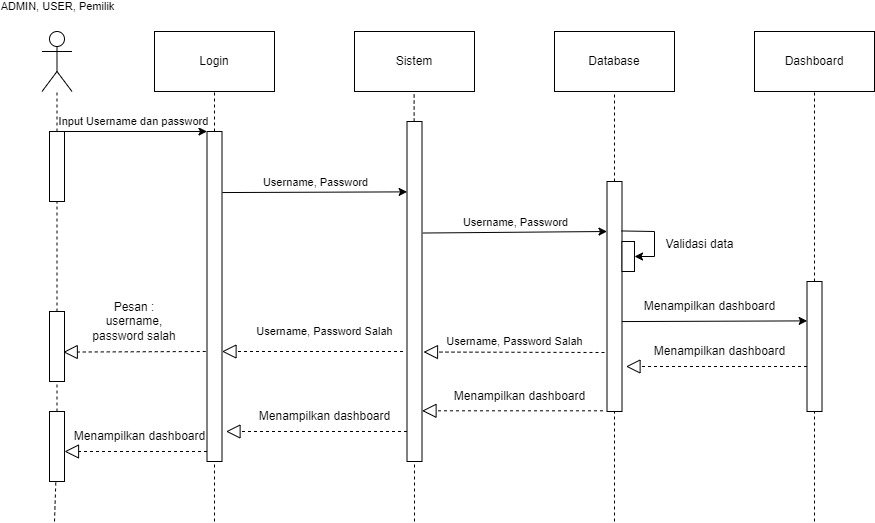 ADMIN, USER, Pemilik
Login
Sistem
Database
Dashboard
Input Username dan password
Username, Password
Username, Password
Validasi data
Menampilkan dashboard
Pesan :
username,
password salah
Username, Password Salah
Username, Password Salah
Menampilkan dashboard
Menampilkan dashboard
Menampilkan dashboard
Menampilkan dashboard